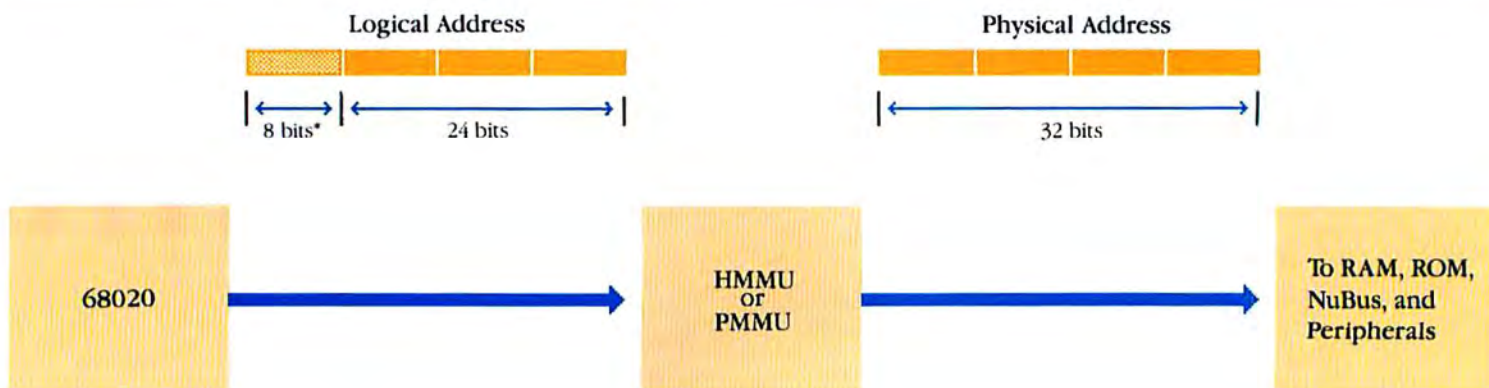 Logical Address
Physical Address
8 bits*
24 bits
32 bits
68020
HMMU
or
PMMU
To RAM, ROM,
NuBus, and
Peripherals